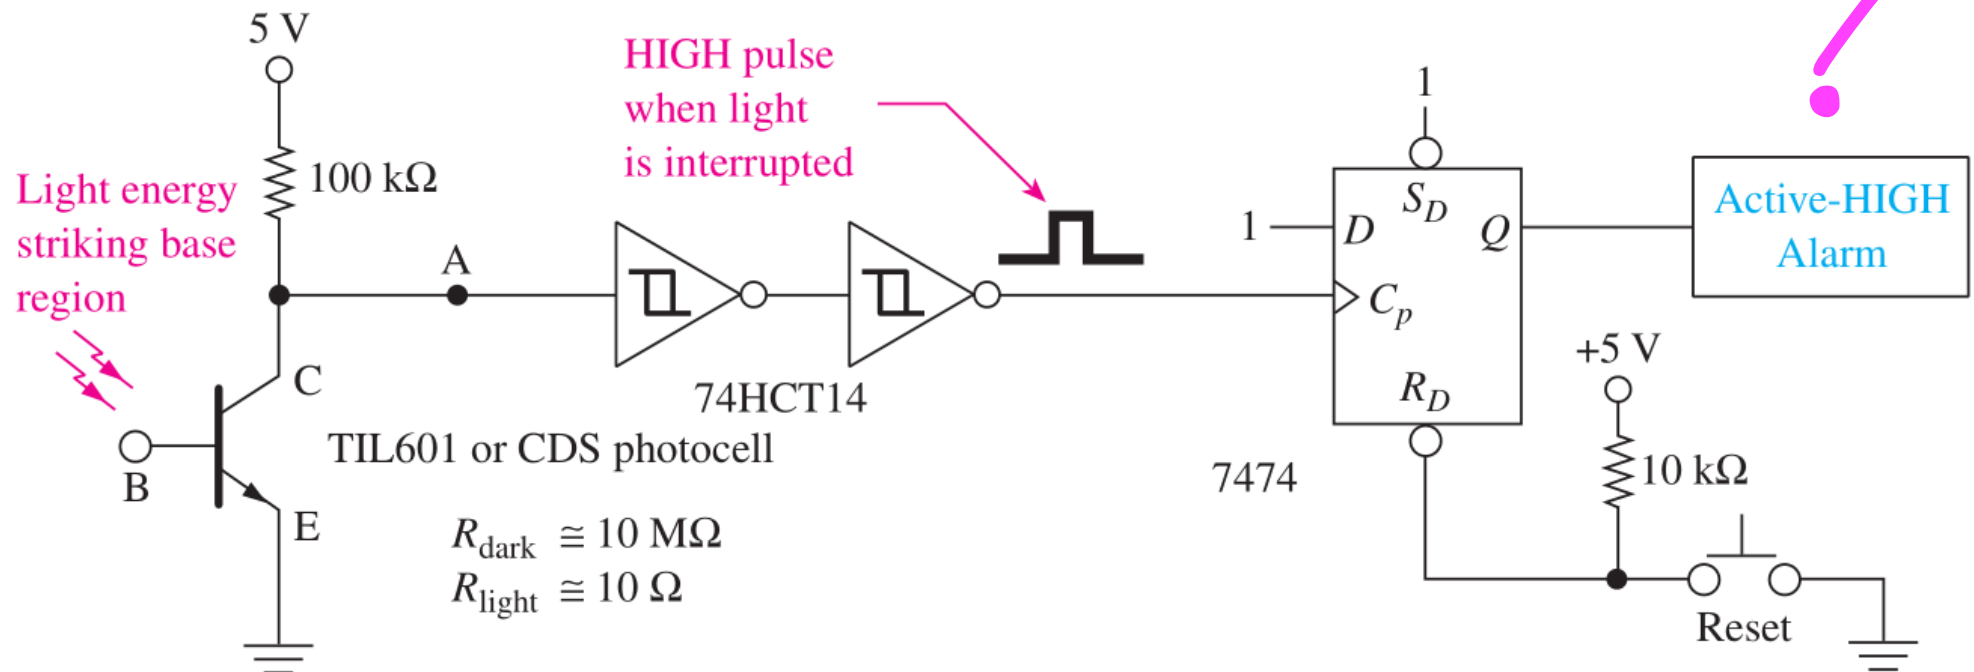 5 V
100 kΩ
Light energy
striking base
region
A
C
B
E
TIL601 or CDS photocell
R_dark ≅ 10 MΩ
R_light ≅ 10 Ω
74HCT14
HIGH pulse
when light
is interrupted
1
S_D
1
D
Q
C_p
R_D
7474
Active-HIGH
Alarm
+5 V
10 kΩ
Reset